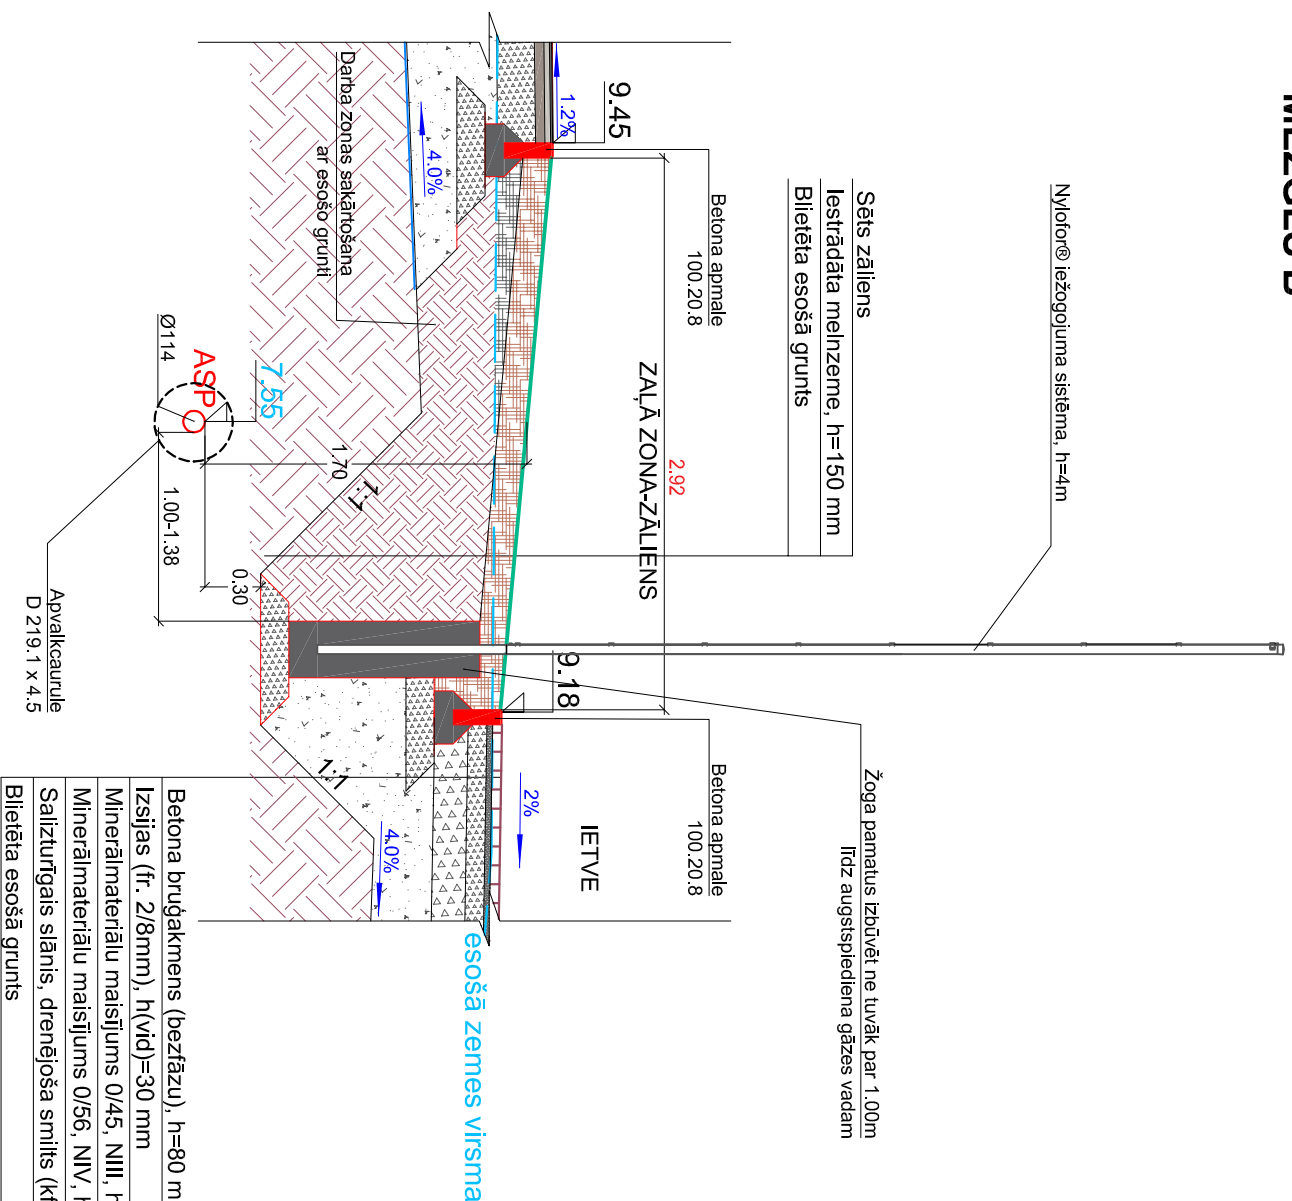 Nylofor® iežogojuma sistēma, h=4m
Sēts zāliens
Iestrādāta melnzeme, h=150 mm
Blietēta esošā grunts
Betona apmale
100.20.8
9.45
1.2%
2.92
ZAĻĀ ZONA-ZĀLIENS
Darba zonas sakārtošana
ar esošo grunti
4.0%
Ø114
ASP
7.55
1.70
1:1
1.00-1.38
0.30
Apvalkcaurule
D 219.1 x 4.5
9.18
Žoga pamatus izbūvēt ne tuvāk par 1.00m
līdz augstspiediena gāzes vadam
Betona apmale
100.20.8
IETVE
2%
1:1
4.0%
esošā zemes virsma
Betona bruģakmens (bezfāzu), h=80 m
Izsijas (fr. 2/8mm), h(vid)=30 mm
Minerālmateriālu maisījums 0/45, NIII, h
Minerālmateriālu maisījums 0/56, NIV, h
Salizturīgais slānis, drenējoša smilts (kf
Blietēta esošā grunts